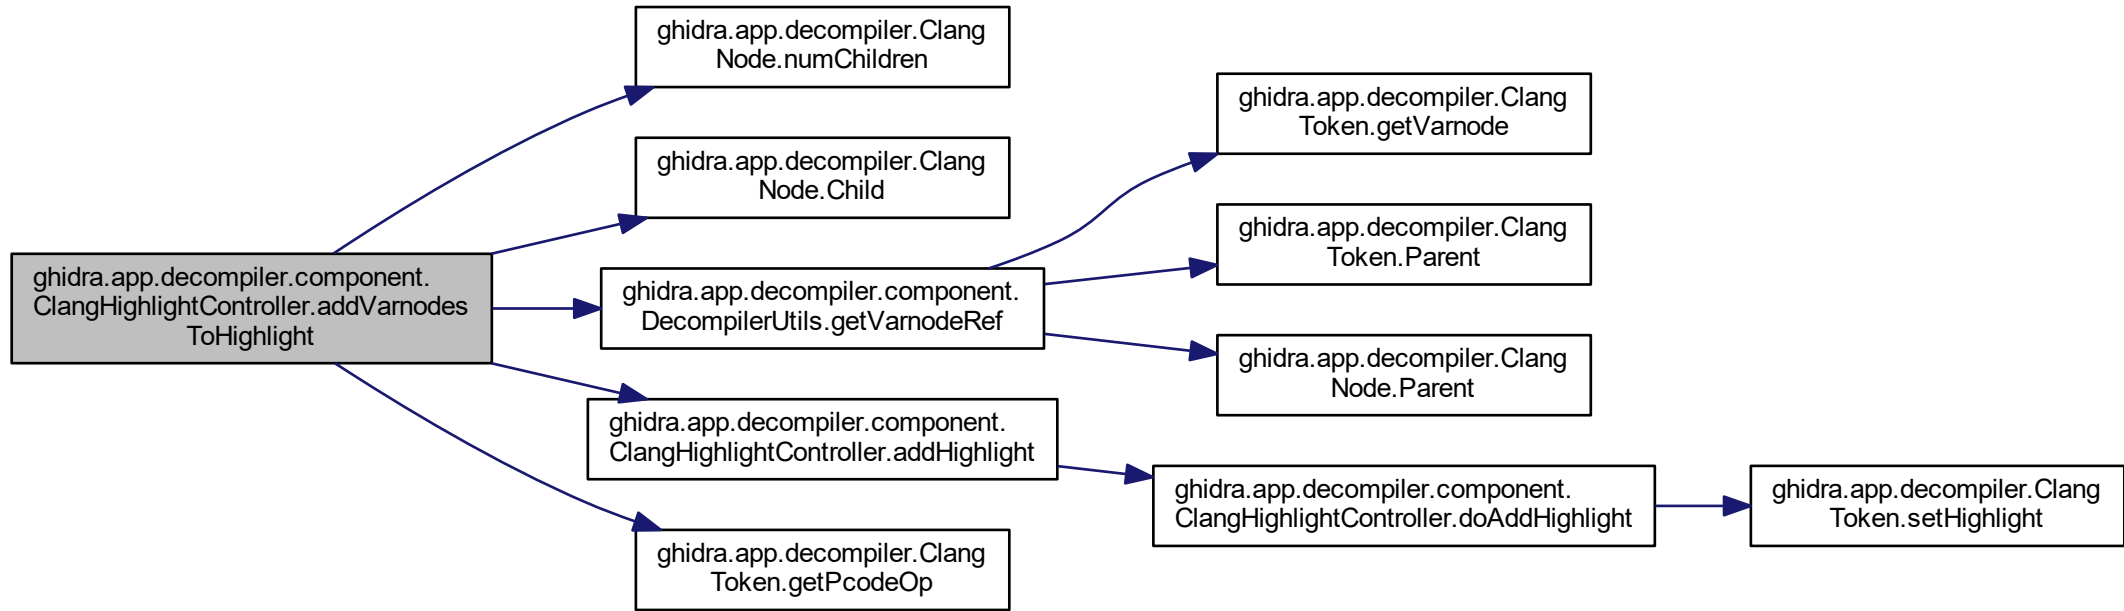 ghidra.app.decompiler.component.
ClangHighlightController.addVarnodes
ToHighlight
ghidra.app.decompiler.Clang
Node.numChildren
ghidra.app.decompiler.Clang
Node.Child
ghidra.app.decompiler.component.
DecompilerUtils.getVarnodeRef
ghidra.app.decompiler.component.
ClangHighlightController.addHighlight
ghidra.app.decompiler.Clang
Token.getPcodeOp
ghidra.app.decompiler.Clang
Token.getVarnode
ghidra.app.decompiler.Clang
Token.Parent
ghidra.app.decompiler.Clang
Node.Parent
ghidra.app.decompiler.component.
ClangHighlightController.doAddHighlight
ghidra.app.decompiler.Clang
Token.setHighlight